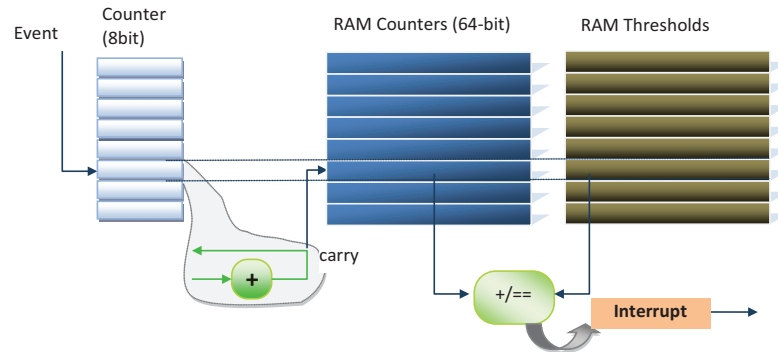 Event
Counter
(8bit)
RAM Counters (64-bit)
RAM Thresholds
carry
+
+/==
Interrupt